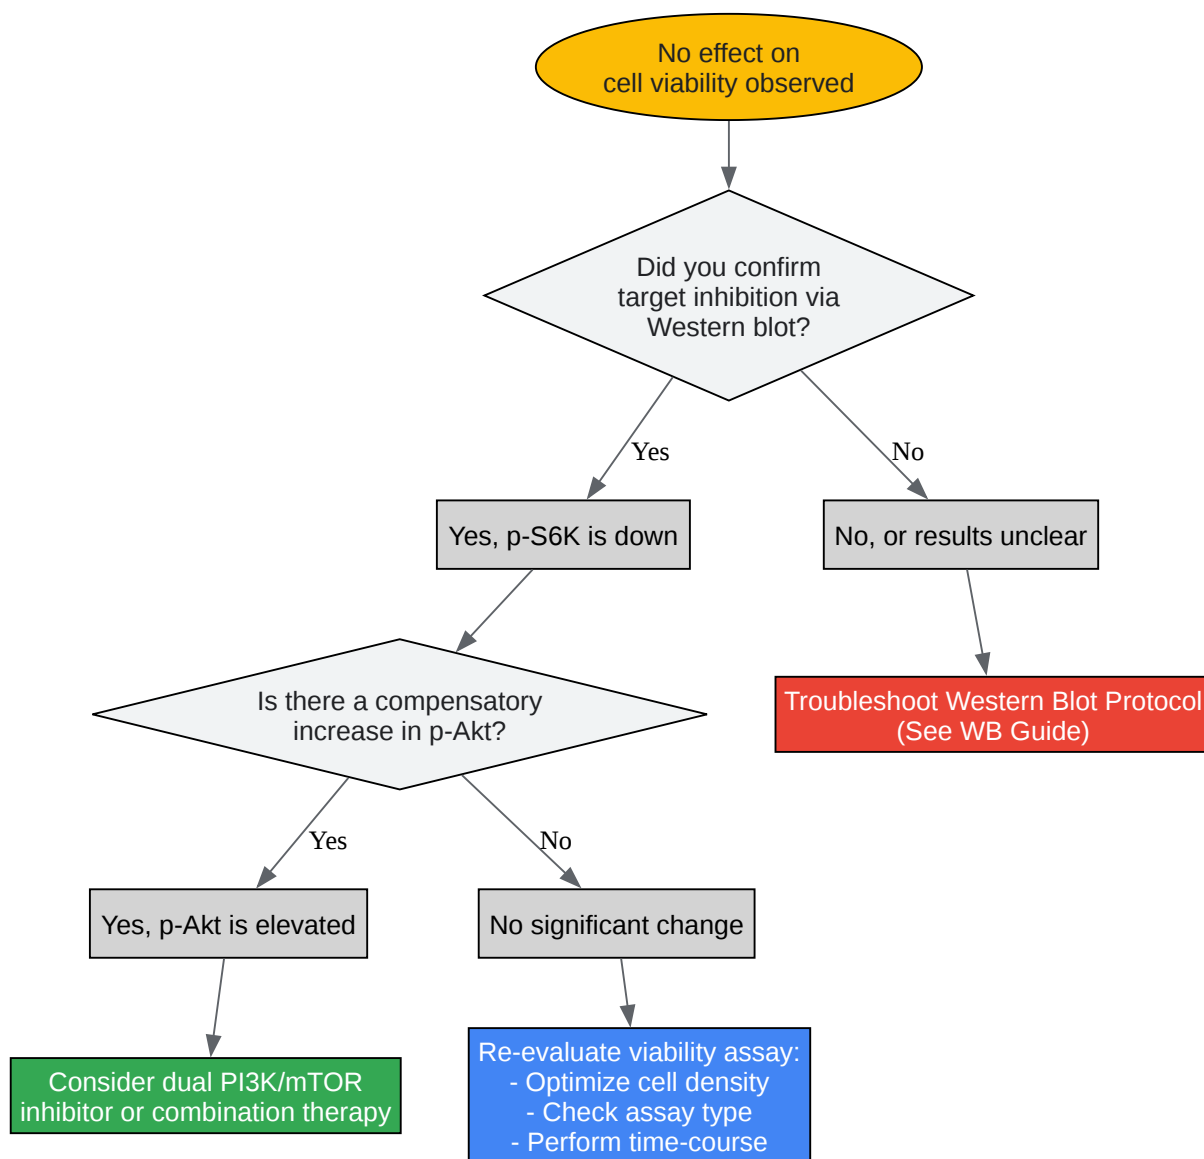 No effect on
cell viability observed
Did you confirm
target inhibition via
Western blot?
Yes
No
Yes, p-S6K is down
No, or results unclear
Is there a compensatory
increase in p-Akt?
Troubleshoot Western Blot Protocol
(See WB Guide)
Yes
No
Yes, p-Akt is elevated
No significant change
Consider dual PI3K/mTOR
inhibitor or combination therapy
Re-evaluate viability assay:
- Optimize cell density
- Check assay type
- Perform time-course